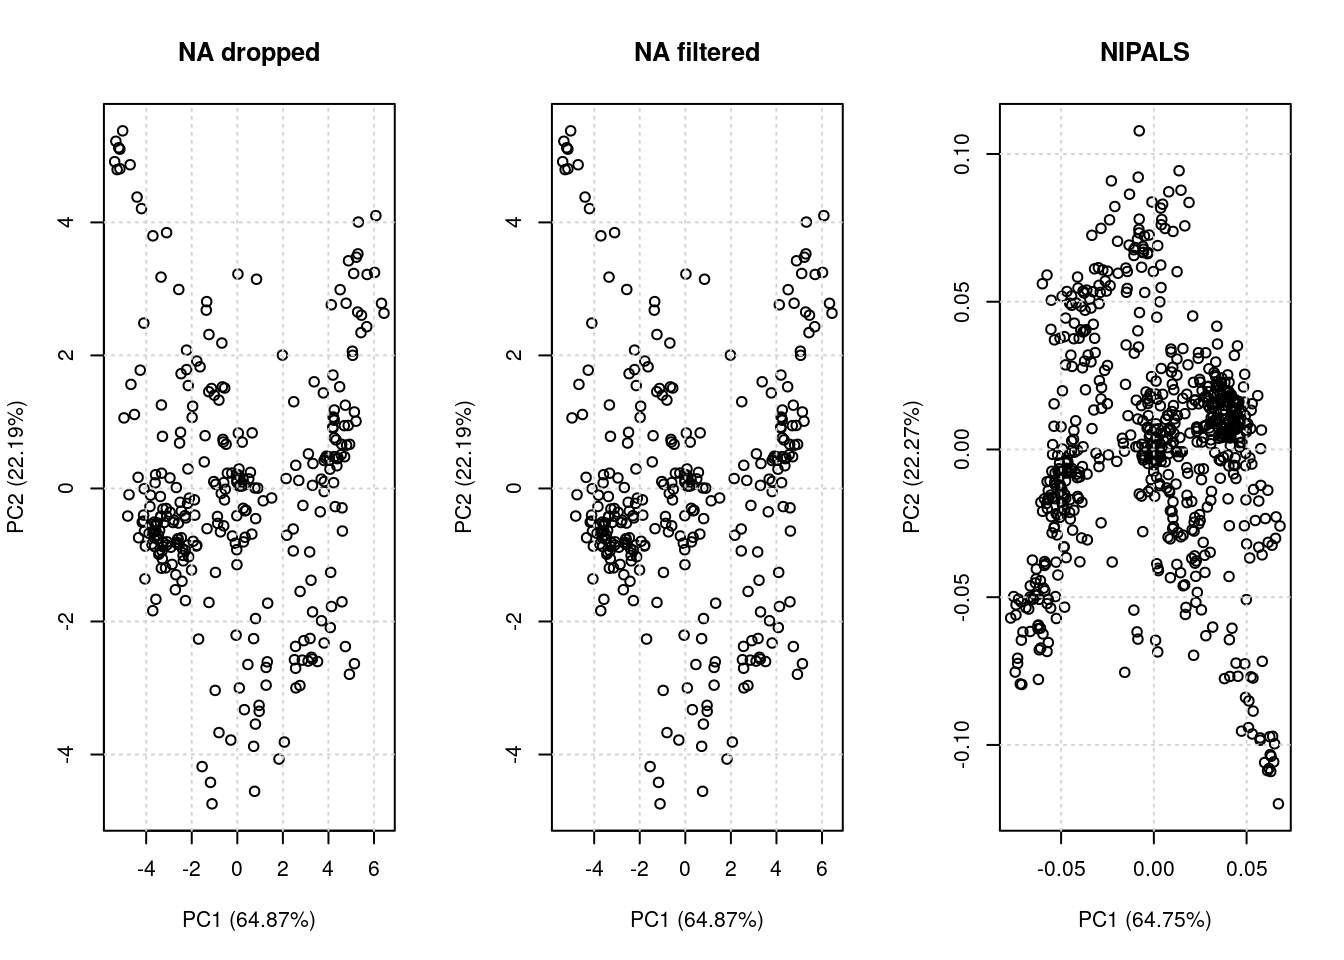 NA dropped
PC2 (22.19%)
4
2
0
-2
-4
-4 -2 0 2 4 6
PC1 (64.87%)
NA filtered
PC2 (22.19%)
4
2
0
-2
-4
-4 -2 0 2 4 6
PC1 (64.87%)
NIPALS
PC2 (22.27%)
0.10
0.05
0.00
-0.05
-0.10
-0.05 0.00 0.05
PC1 (64.75%)